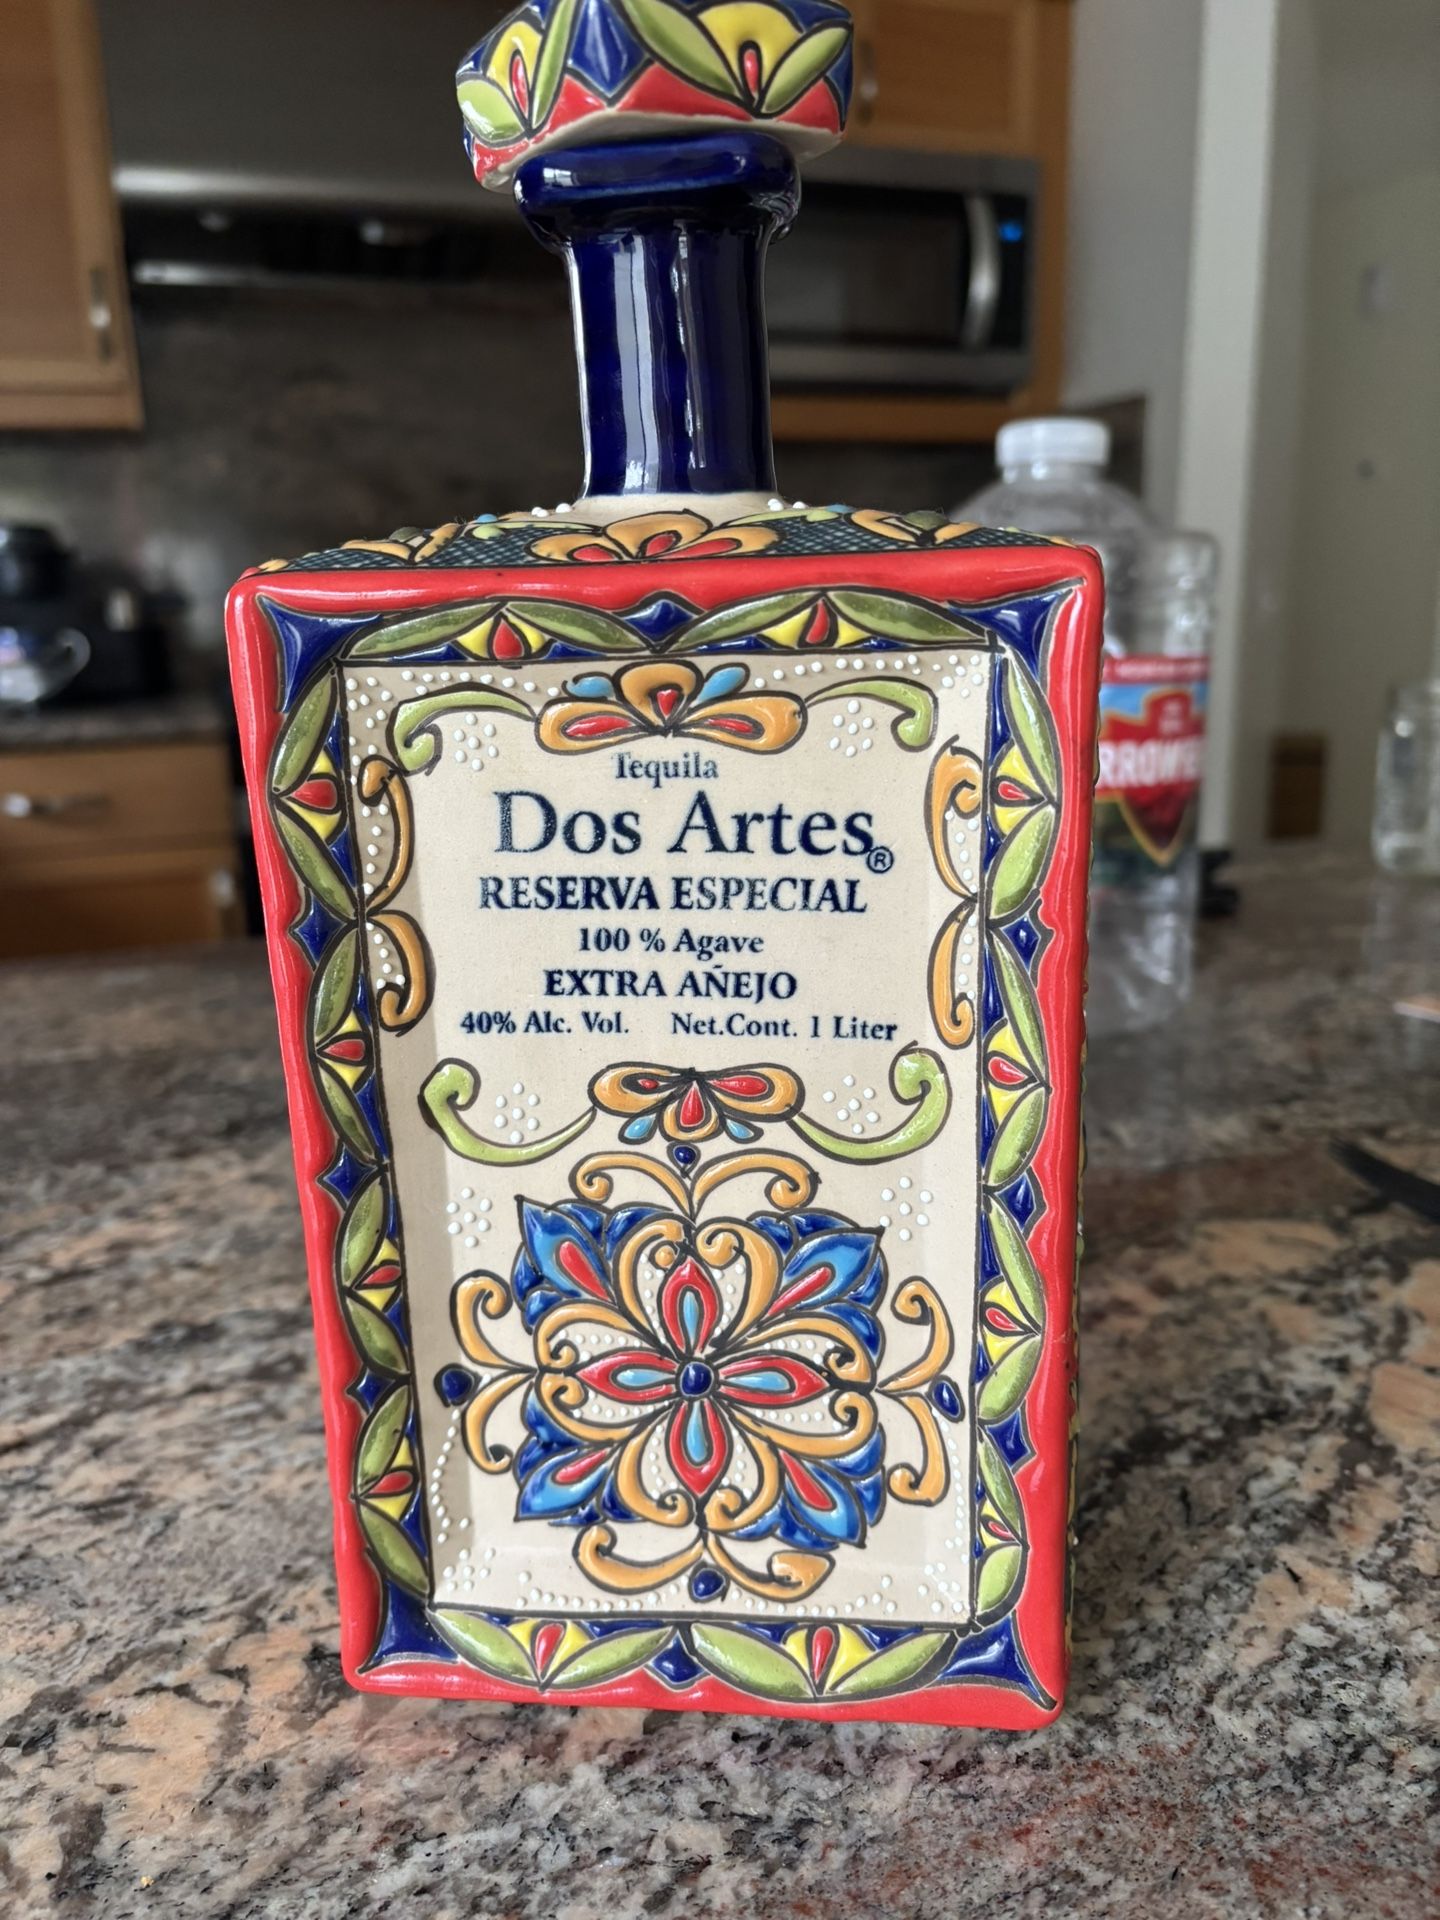 Tequila
Dos Artes®
RESERVA ESPECIAL
100 % Agave
EXTRA AÑEJO
40% Alc. Vol. Net.Cont. 1 Liter